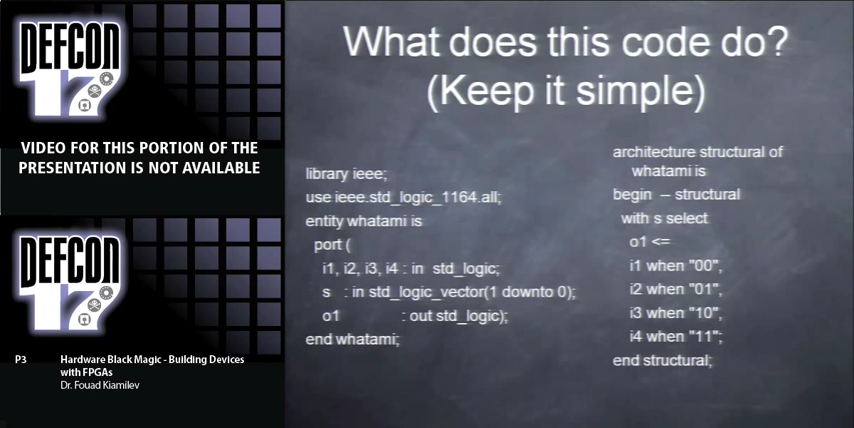 DEFCON
17
VIDEO FOR THIS PORTION OF THE
PRESENTATION IS NOT AVAILABLE
DEFCON
17
P3 Hardware Black Magic - Building Devices
with FPGAs
Dr. Fouad Kiamilev
What does this code do?
(Keep it simple)
library ieee;
use ieee.std_logic_1164.all;
entity whatami is
port (
i1, i2, i3, i4 : in std_logic;
s : in std_logic_vector(1 downto 0);
o1 : out std_logic);
end whatami;
architecture structural of
whatami is
begin – structural
with s select
o1 <=
i1 when "00",
i2 when "01",
i3 when "10",
i4 when "11";
end structural;